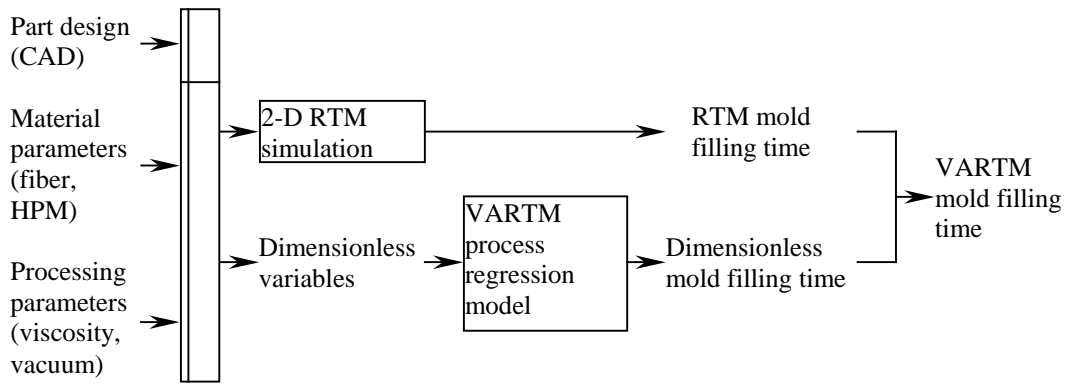 Part design
(CAD)
Material
parameters
(fiber,
HPM)
Processing
parameters
(viscosity,
vacuum)
2-D RTM
simulation
Dimensionless
variables
VARTM
process
regression
model
RTM mold
filling time
Dimensionless
mold filling time
VARTM
mold filling
time